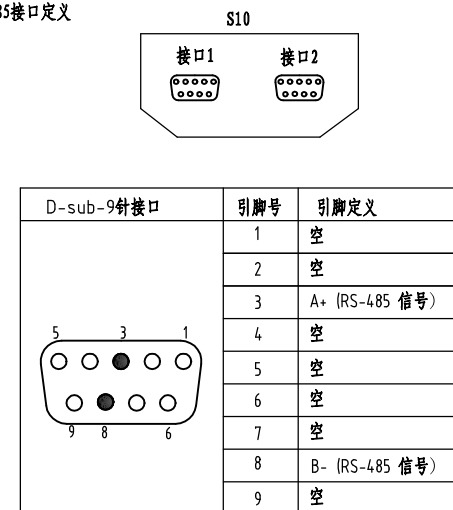 85接口定义
S10
接口1 接口2
D-sub-9针接口 引脚号 引脚定义
1 空
2 空
3 A+ (RS-485 信号)
4 空
5 空
6 空
7 空
8 B- (RS-485 信号)
9 空
5 3 1
9 8 6